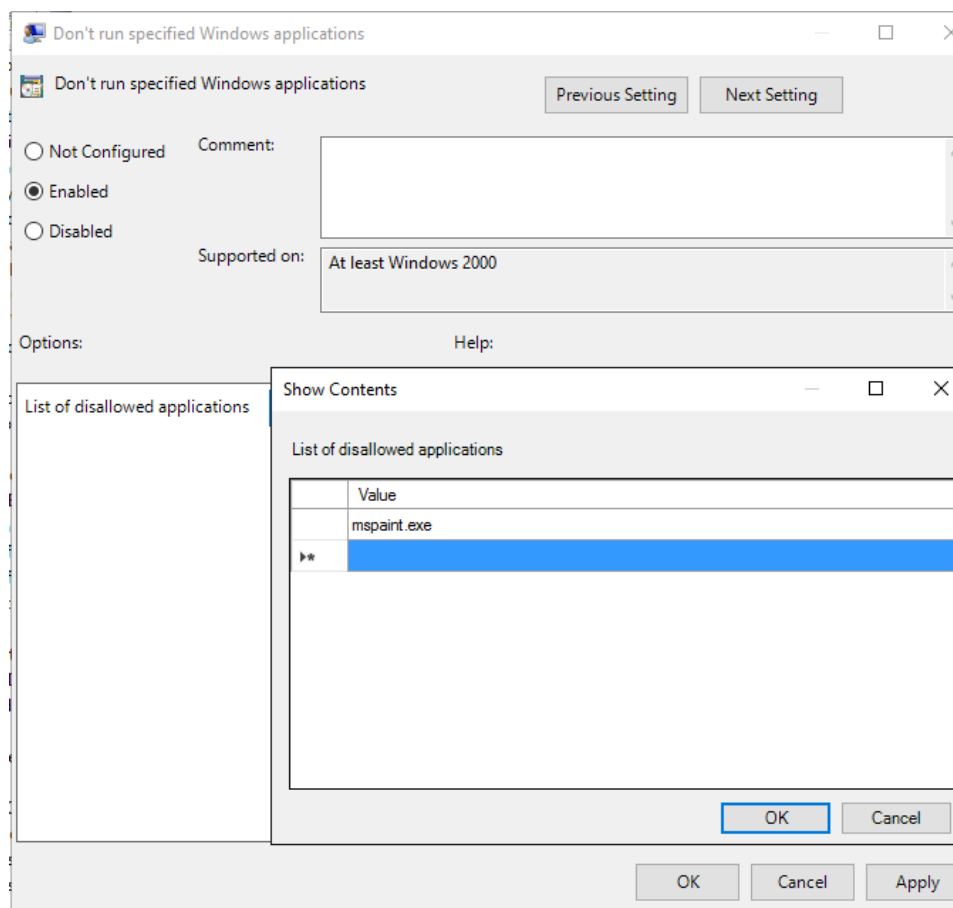 Don't run specified Windows applications
Don't run specified Windows applications
Previous Setting
Next Setting
Not Configured
Comment:
Enabled
Disabled
Supported on:
At least Windows 2000
Options:
Help:
List of disallowed applications
Show Contents
List of disallowed applications
Value
mspaint.exe
OK
Cancel
OK
Cancel
Apply